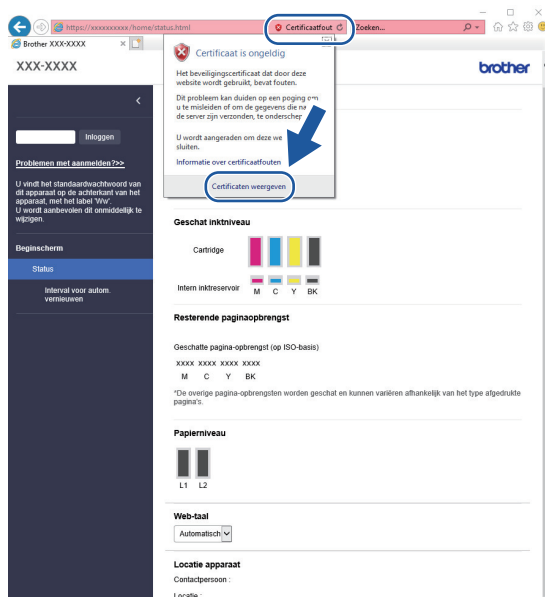 https://xxxxxxxxxx/home/status.html
Certificaatfout
Zoeken...
Brother XXX-XXXX
XXX-XXXX
brother
Certificaat is ongeldig
Het beveiligingscertificaat dat door deze
website wordt gebruikt, bevat fouten.
Dit probleem kan duiden op een poging om
u te misleiden of om de gegevens die na
de server zijn verzonden, te onderschep
U wordt aangeraden om deze we
sluiten.
Informatie over certificaatfouten
Certificaten weergeven
Inloggen
Problemen met aanmelden?>>
U vindt het standaardwachtwoord van
dit apparaat op de achterkant van het
apparaat, met het label 'Ww'.
U wordt aanbevolen dit onmiddellijk te
wijzigen.
Beginscherm
Status
Interval voor autom.
vernieuwen
Geschat inktniveau
Cartridge
Intern inktreservoir
M C Y BK
Resterende paginaopbrengst
Geschatte pagina-opbrengst (op ISO-basis)
xxxx xxxx xxxx xxxx
M C Y BK
*De overige pagina-opbrengsten worden geschat en kunnen variëren afhankelijk van het type afgedrukte
pagina's.
Papierniveau
L1 L2
Web-taal
Automatisch
Locatie apparaat
Contactpersoon :
Locatie :